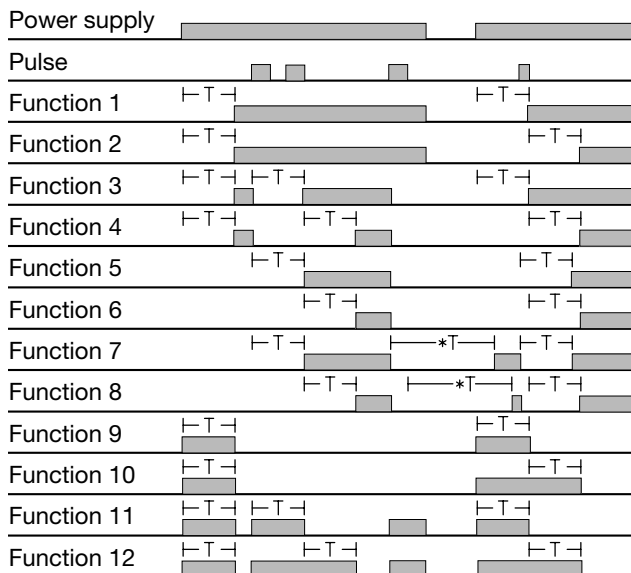 Power supply
Pulse
Function 1 T T
Function 2 T T
Function 3 T T T
Function 4 T T T
Function 5 T T
Function 6 T T
Function 7 T *T T
Function 8 T *T T
Function 9 T T
Function 10 T T
Function 11 T T T
Function 12 T T T